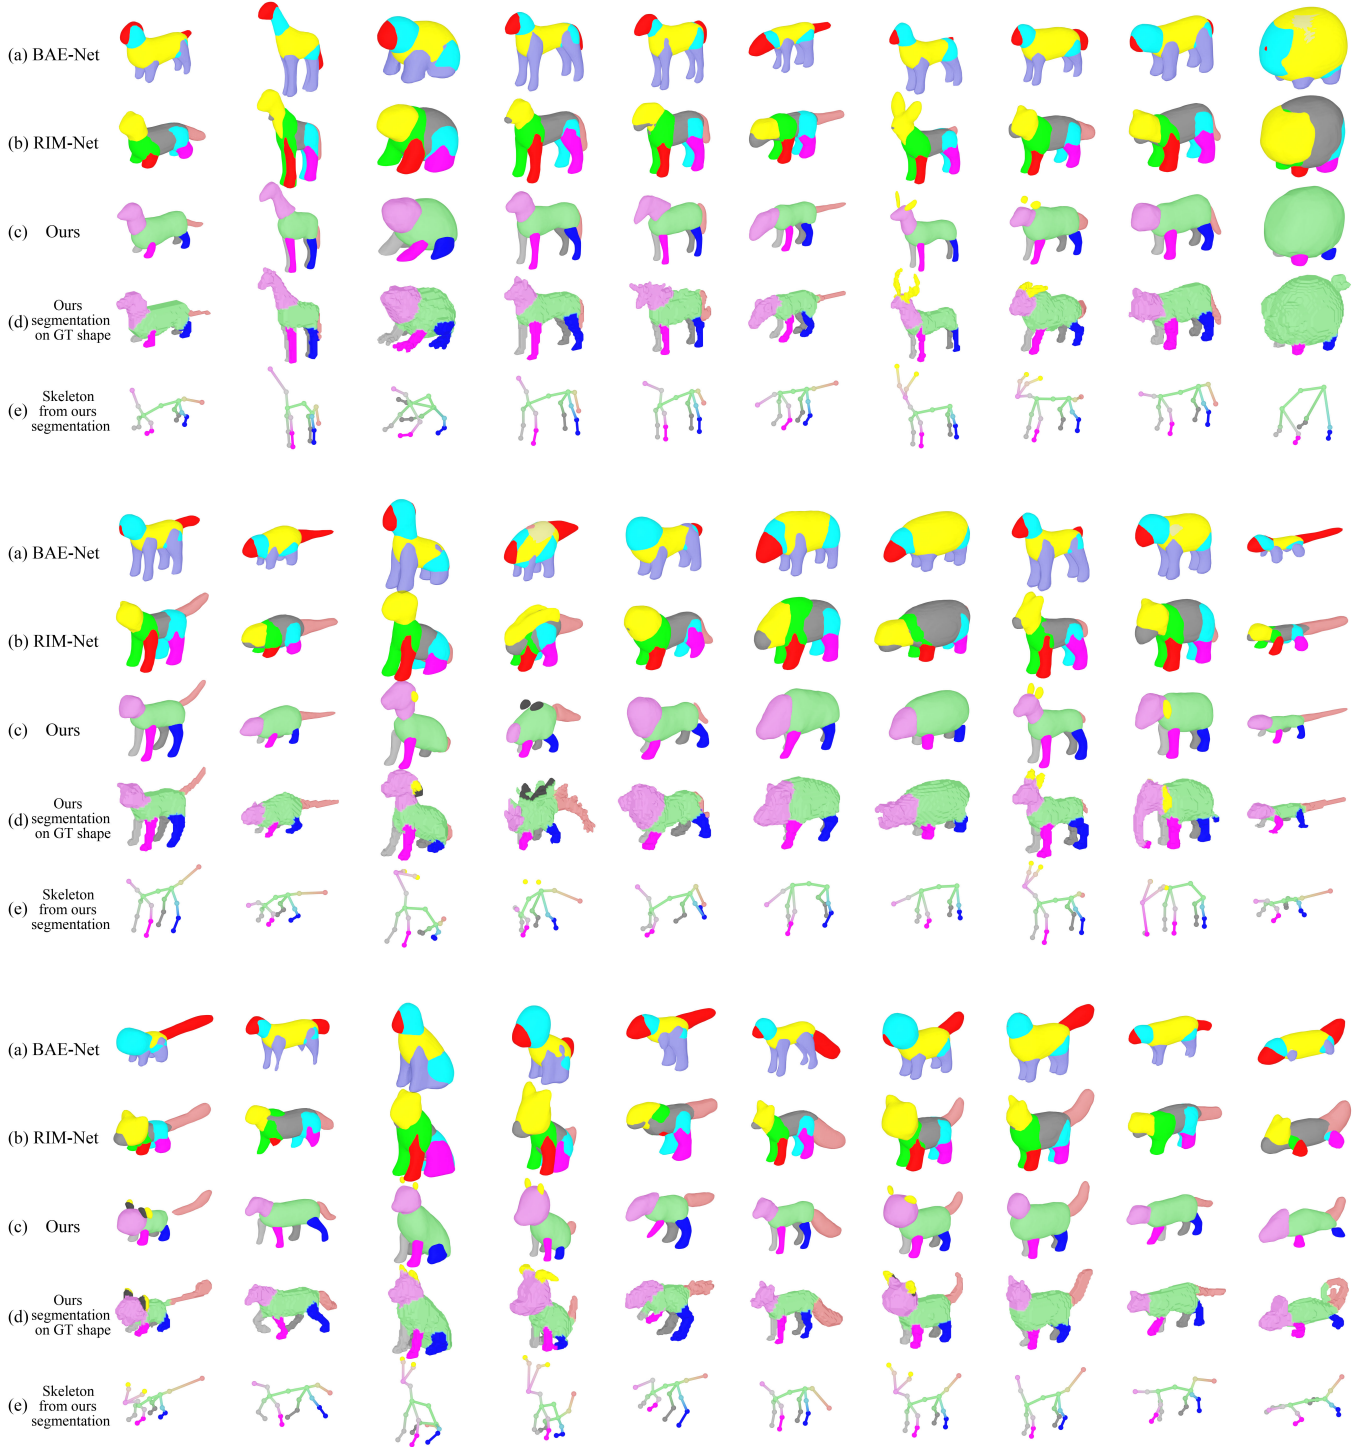 (a) BAE-Net
(b) RIM-Net
(c) Ours
Ours
(d) segmentation
on GT shape
Skeleton
(e) from ours
segmentation
(a) BAE-Net
(b) RIM-Net
(c) Ours
Ours
(d) segmentation
on GT shape
Skeleton
(e) from ours
segmentation
(a) BAE-Net
(b) RIM-Net
(c) Ours
Ours
(d) segmentation
on GT shape
Skeleton
(e) from ours
segmentation